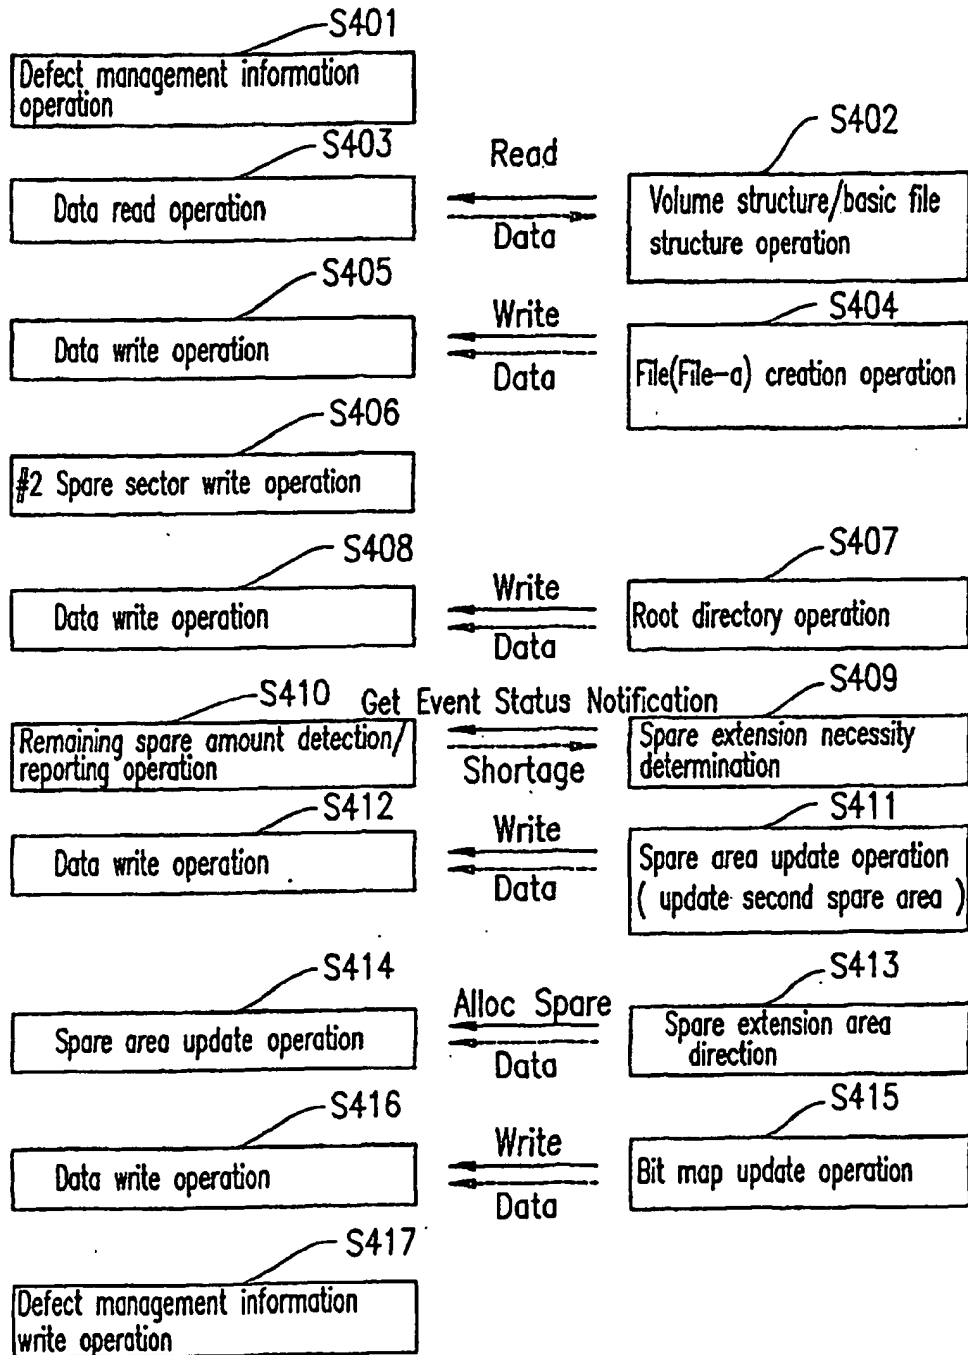 S401
Defect management information
operation
S403
Data read operation
Read
Data
S402
Volume structure/basic file
structure operation
S405
Data write operation
Write
Data
S404
File(File-a) creation operation
S406
#2 Spare sector write operation
S408
Data write operation
Write
Data
S407
Root directory operation
S410
Remaining spare amount detection/
reporting operation
Get Event Status Notification
Shortage
S409
Spare extension necessity
determination
S412
Data write operation
Write
Data
S411
Spare area update operation
( update second spare area )
S414
Spare area update operation
Alloc Spare
Data
S413
Spare extension area
direction
S416
Data write operation
Write
Data
S415
Bit map update operation
S417
Defect management information
write operation